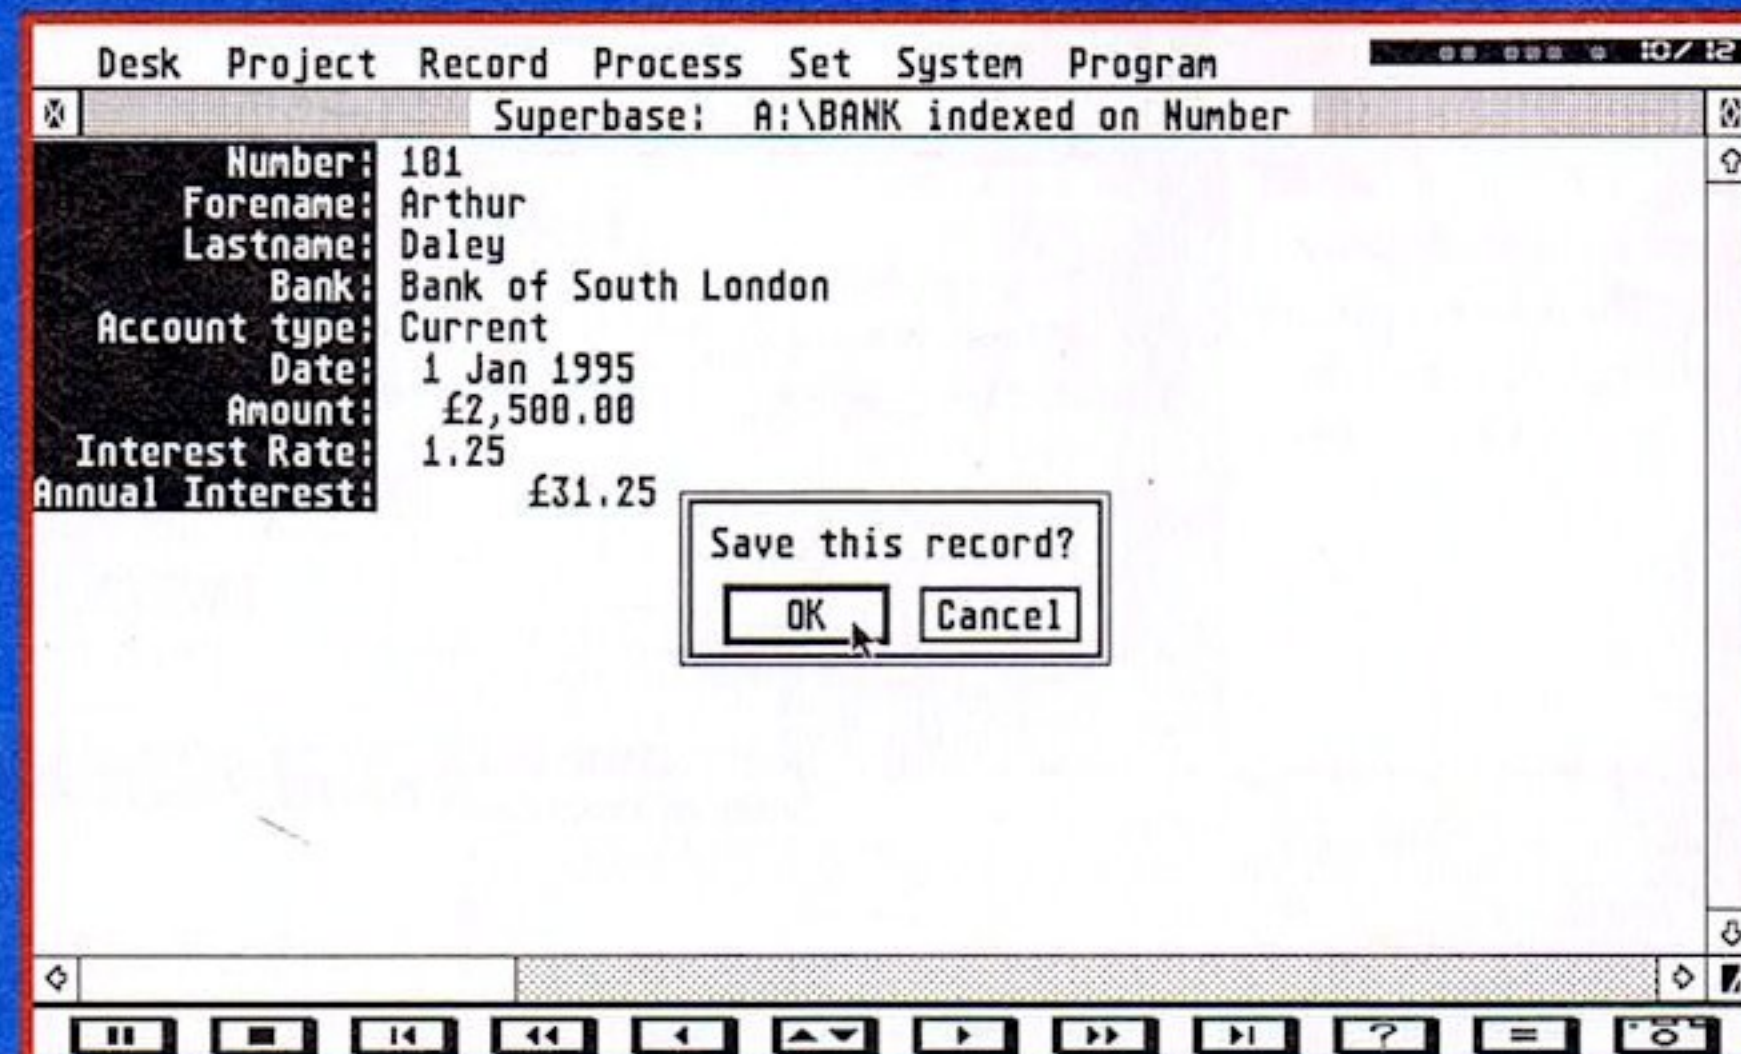 Desk Project Record Process Set System Program 10/12
Superbase: A:\BANK indexed on Number
Number: 101
Forename: Arthur
Lastname: Daley
Bank: Bank of South London
Account type: Current
Date: 1 Jan 1995
Amount: £2,500.00
Interest Rate: 1.25
Annual Interest: £31.25
Save this record?
OK Cancel
? =